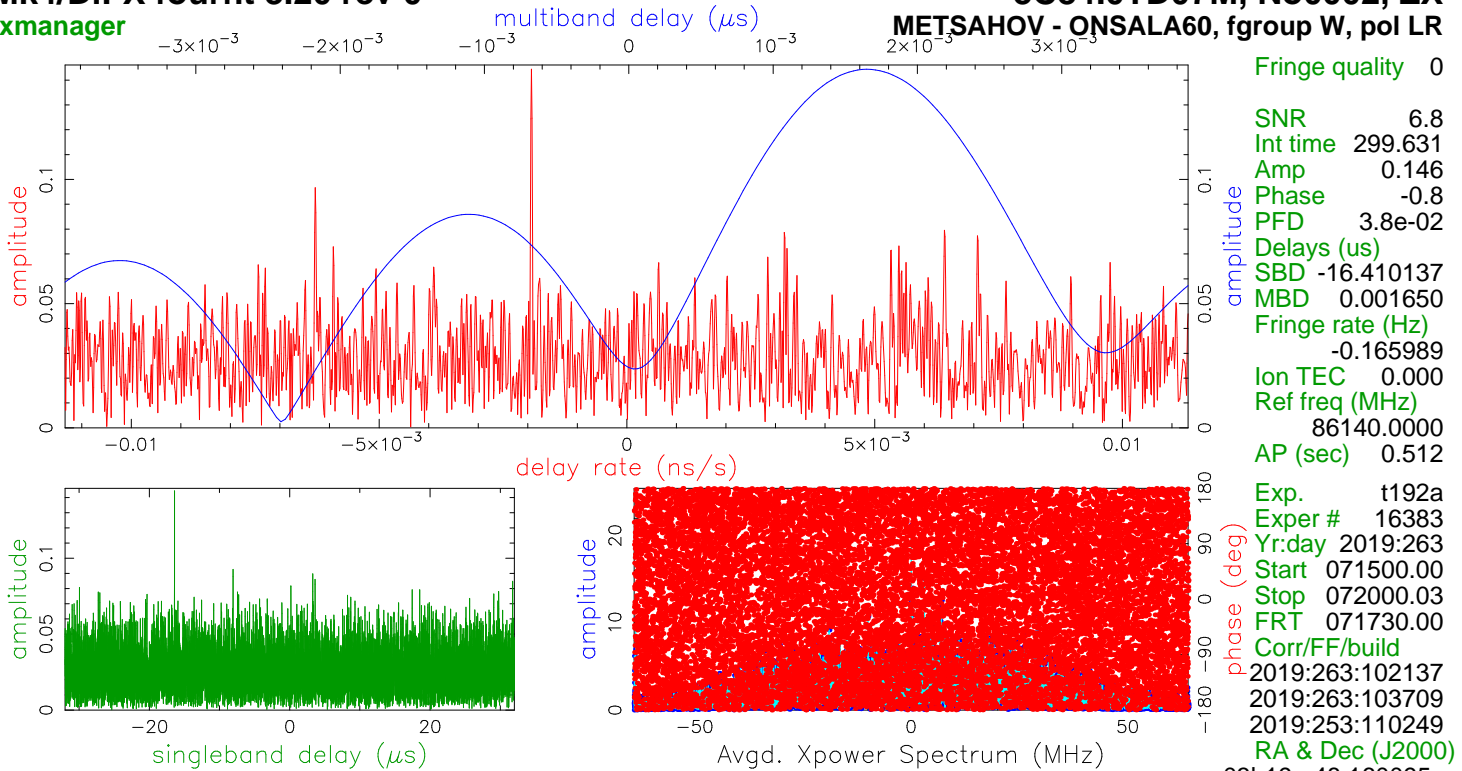 xmanager
METSAHOV - ONSALA60, fgroup W, pol LR
multiband delay (μs)
−3×10⁻³ −2×10⁻³ −10⁻³ 0 10⁻³ 2×10⁻³ 3×10⁻³
amplitude
0 0.05 0.1
amplitude
0 0.05 0.1
−0.01 −5×10⁻³ 0 5×10⁻³ 0.01
delay rate (ns/s)
amplitude
0 0.05 0.1
−20 0 20
singleband delay (μs)
amplitude
0 10 20
−50 0 50
Avgd. Xpower Spectrum (MHz)
phase (deg)
−180 −90 0 90 180
Fringe quality 0
SNR 6.8
Int time 299.631
Amp 0.146
Phase -0.8
PFD 3.8e-02
Delays (us)
SBD -16.410137
MBD 0.001650
Fringe rate (Hz)
-0.165989
Ion TEC 0.000
Ref freq (MHz)
86140.0000
AP (sec) 0.512
Exp. t192a
Exper # 16383
Yr:day 2019:263
Start 071500.00
Stop 072000.03
FRT 071730.00
Corr/FF/build
2019:263:102137
2019:263:103709
2019:253:110249
RA & Dec (J2000)